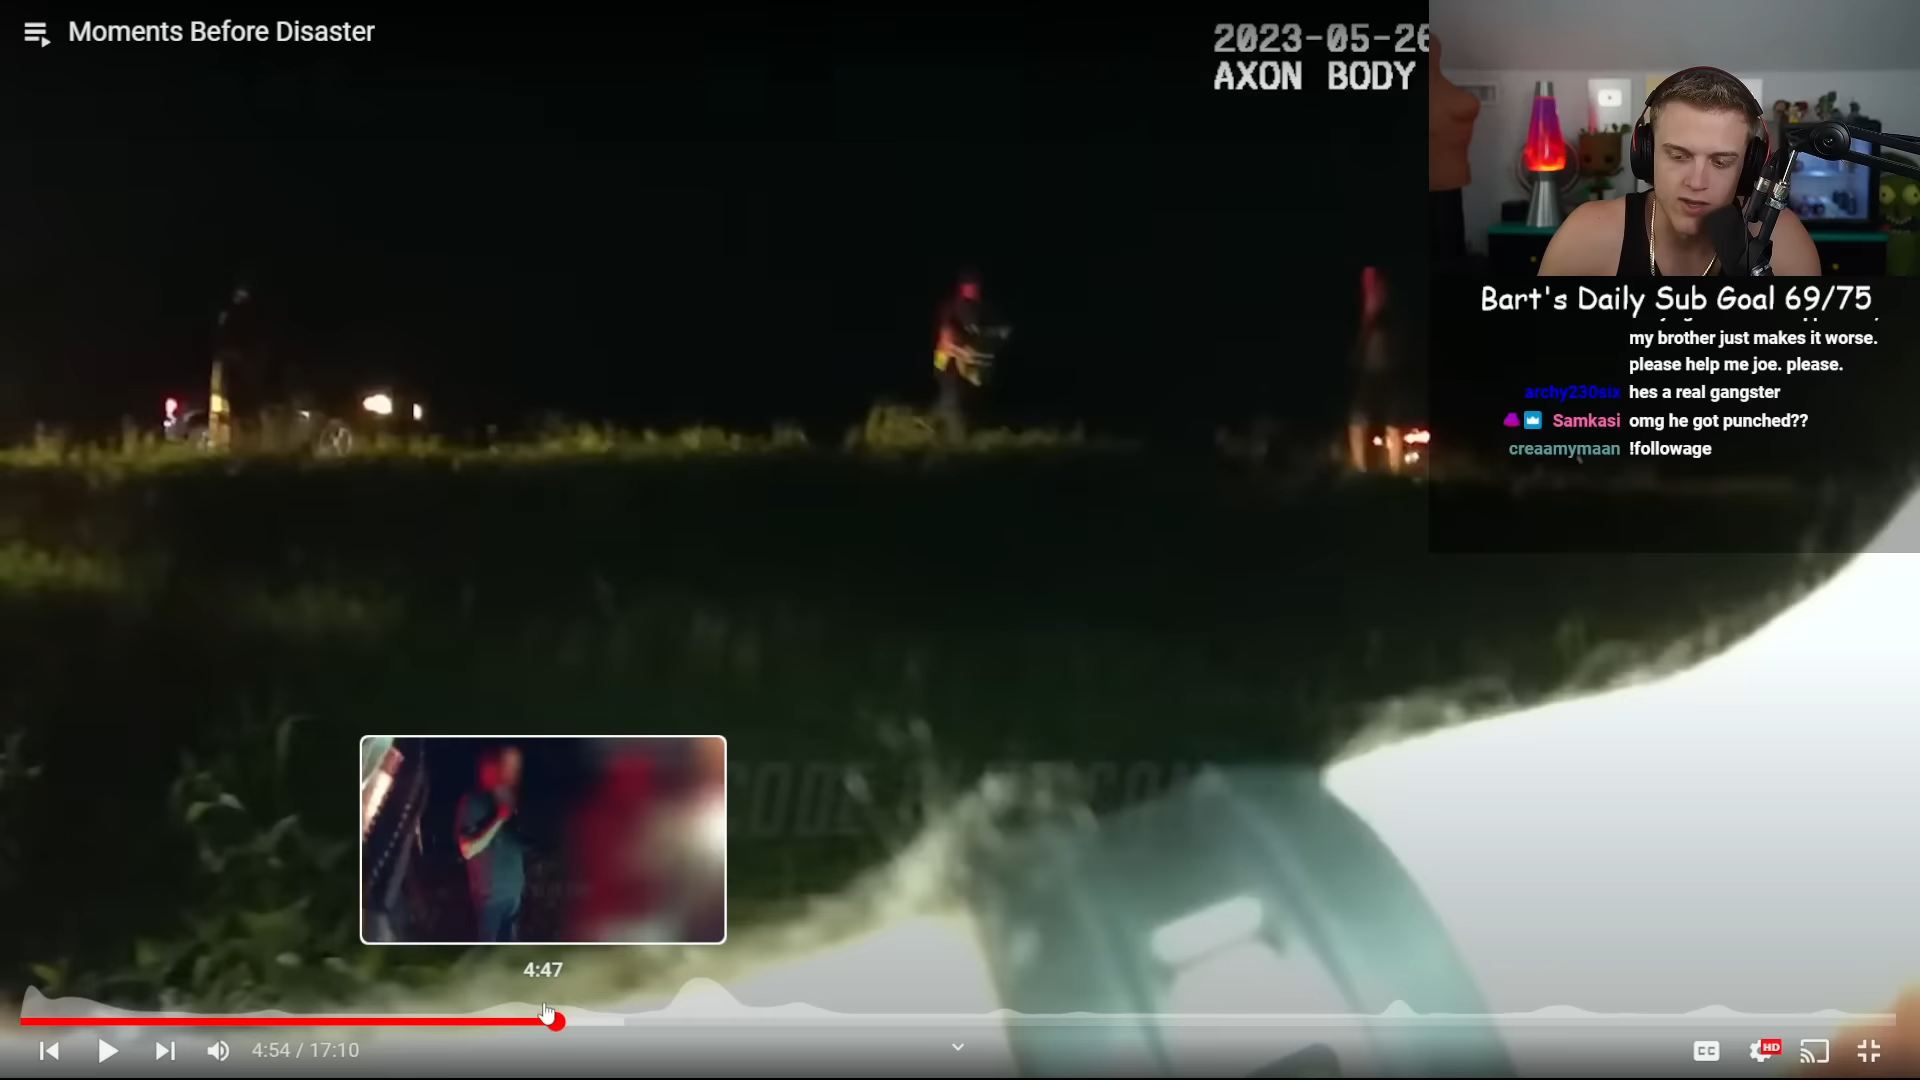 Moments Before Disaster
2023-05-26
AXON BODY
Bart's Daily Sub Goal 69/75
my brother just makes it worse.
please help me joe. please.
archy230six hes a real gangster
Samkasi omg he got punched??
creaamymaan !followage
4:47
4:54 / 17:10
CC
HD